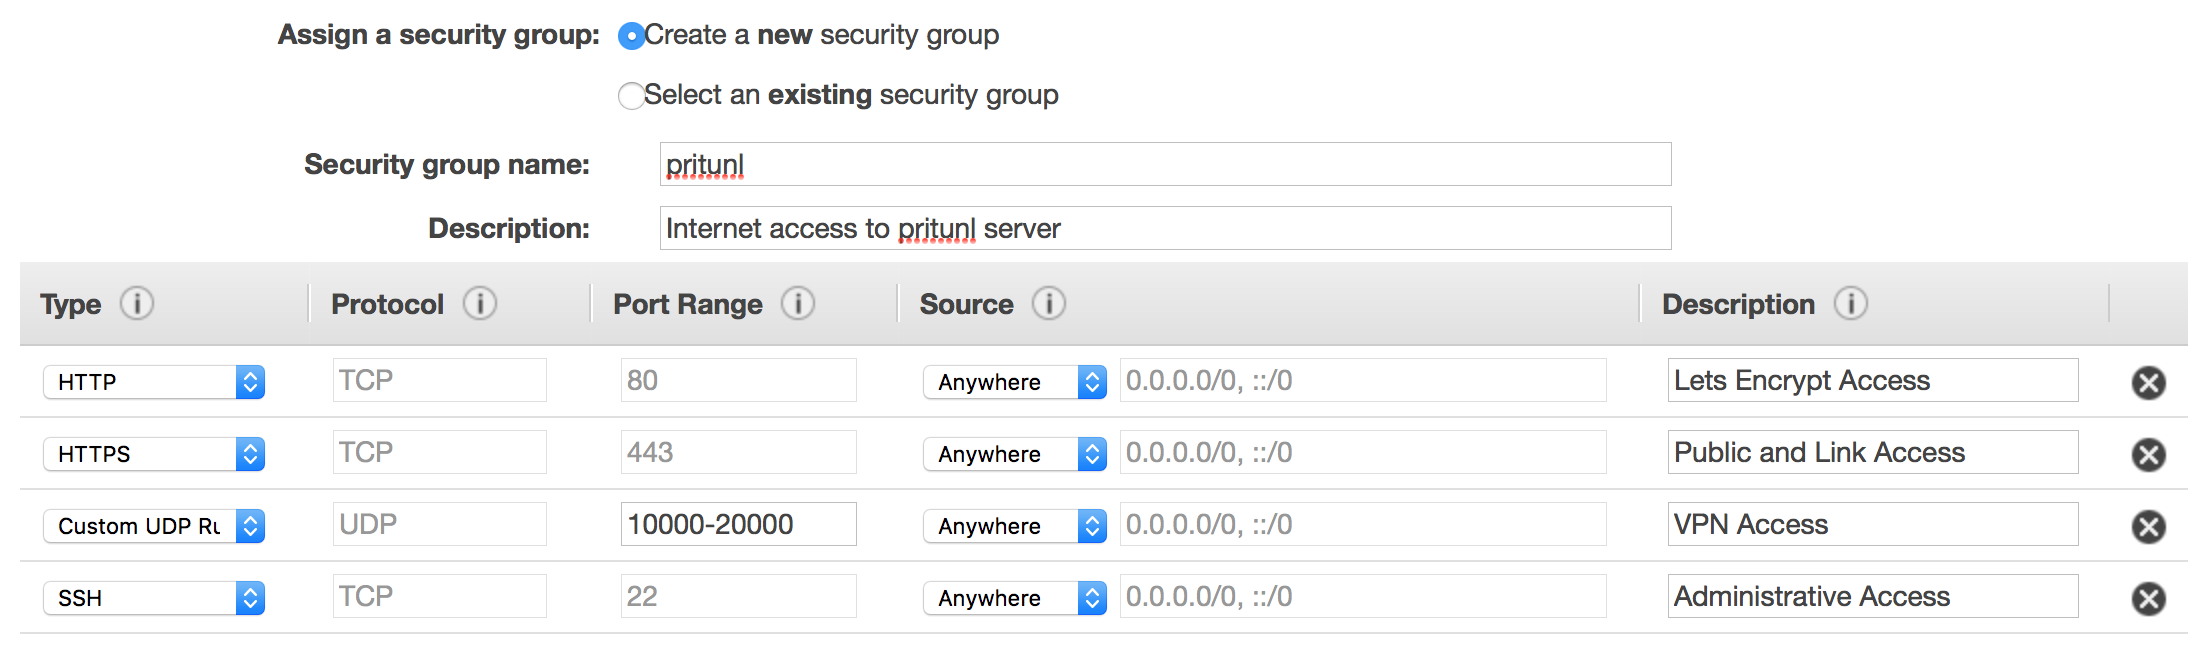 Assign a security group: Create a new security group
Select an existing security group
Security group name: pritunl
Description: Internet access to pritunl server
Type i Protocol i Port Range i Source i Description i
HTTP TCP 80 Anywhere 0.0.0.0/0, ::/0 Lets Encrypt Access
HTTPS TCP 443 Anywhere 0.0.0.0/0, ::/0 Public and Link Access
Custom UDP Ru UDP 10000-20000 Anywhere 0.0.0.0/0, ::/0 VPN Access
SSH TCP 22 Anywhere 0.0.0.0/0, ::/0 Administrative Access